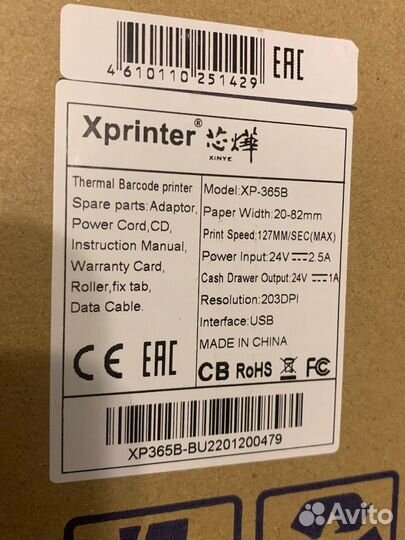 4610110 251429
EAC
Xprinter® 芯烨
XINYE
Thermal Barcode printer
Spare parts:Adaptor,
Power Cord,CD,
Instruction Manual,
Warranty Card,
Roller,fix tab,
Data Cable.
Model:XP-365B
Paper Width:20-82mm
Print Speed:127MM/SEC(MAX)
Power Input:24V⎓2.5A
Cash Drawer Output:24V⎓1A
Resolution:203DPI
Interface:USB
MADE IN CHINA
CE EAC
CB RoHS FC
XP365B-BU2201200479
Avito